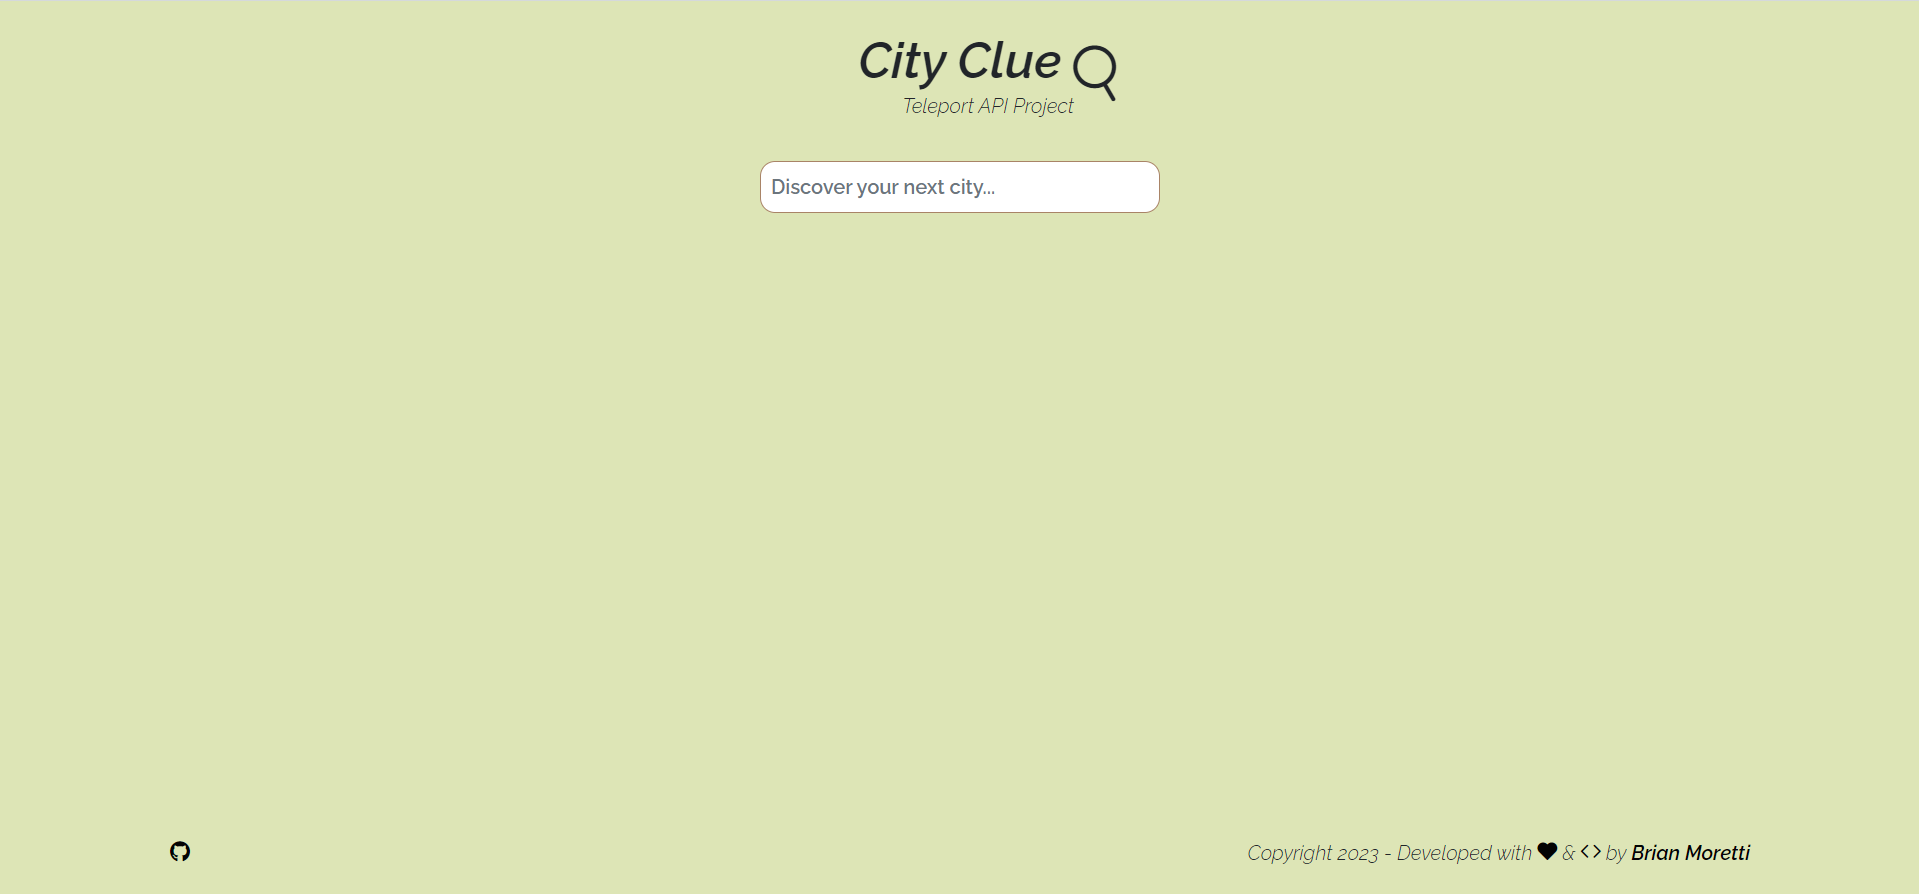 City Clue
Teleport API Project
Discover your next city...
Copyright 2023 - Developed with & <> by Brian Moretti